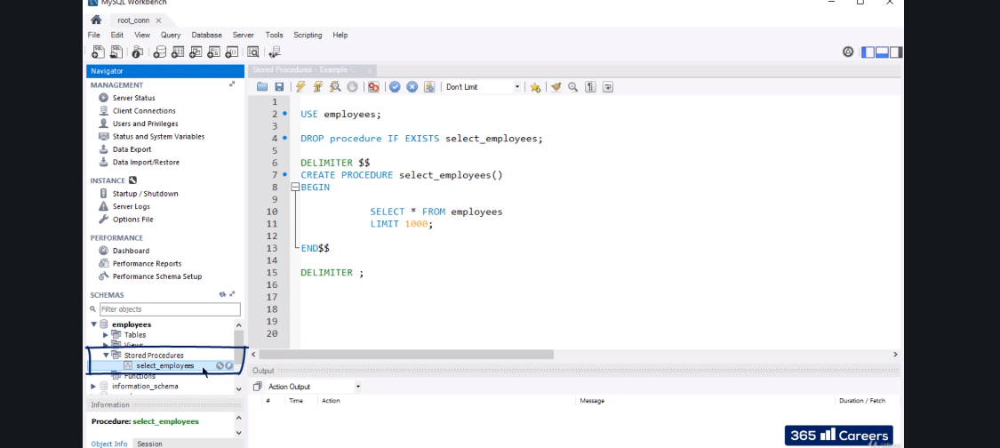 MySQL Workbench
root_conn
File Edit View Query Database Server Tools Scripting Help
Navigator
Stored Procedures - Example -
MANAGEMENT
Server Status
Client Connections
Users and Privileges
Status and System Variables
Data Export
Data Import/Restore
INSTANCE
Startup / Shutdown
Server Logs
Options File
PERFORMANCE
Dashboard
Performance Reports
Performance Schema Setup
SCHEMAS
Filter objects
employees
Tables
Views
Stored Procedures
select_employees
Functions
information_schema
Information
Procedure: select_employees
Object Info Session
Don't Limit
1
2 USE employees;
3
4 DROP procedure IF EXISTS select_employees;
5
6 DELIMITER $$
7 CREATE PROCEDURE select_employees()
8 BEGIN
9
10 SELECT * FROM employees
11 LIMIT 1000;
12
13 END$$
14
15 DELIMITER ;
16
17
18
19
20
Output
Action Output
# Time Action Message Duration / Fetch
365 Careers